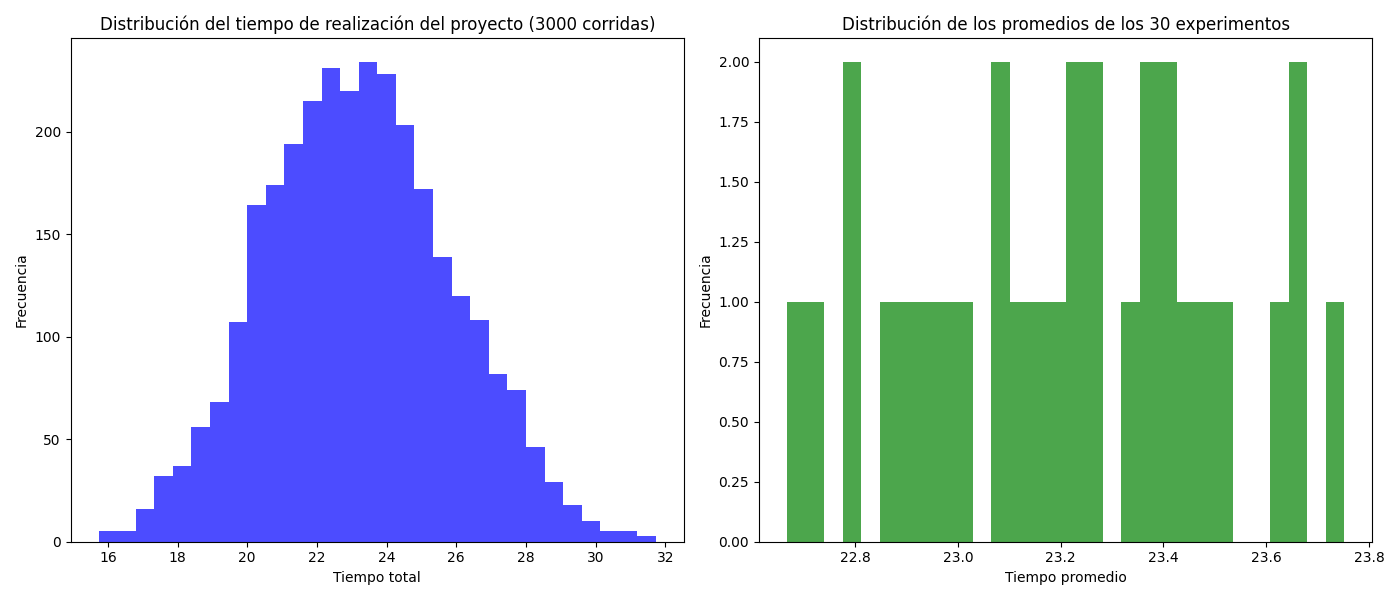 Distribución del tiempo de realización del proyecto (3000 corridas)
Frecuencia
200
150
100
50
0
16 18 20 22 24 26 28 30 32
Tiempo total
Distribución de los promedios de los 30 experimentos
Frecuencia
2.00
1.75
1.50
1.25
1.00
0.75
0.50
0.25
0.00
22.8 23.0 23.2 23.4 23.6 23.8
Tiempo promedio